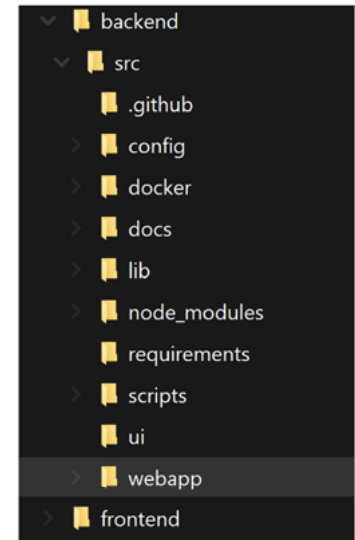 backend
src
.github
config
docker
docs
lib
node_modules
requirements
scripts
ui
webapp
frontend